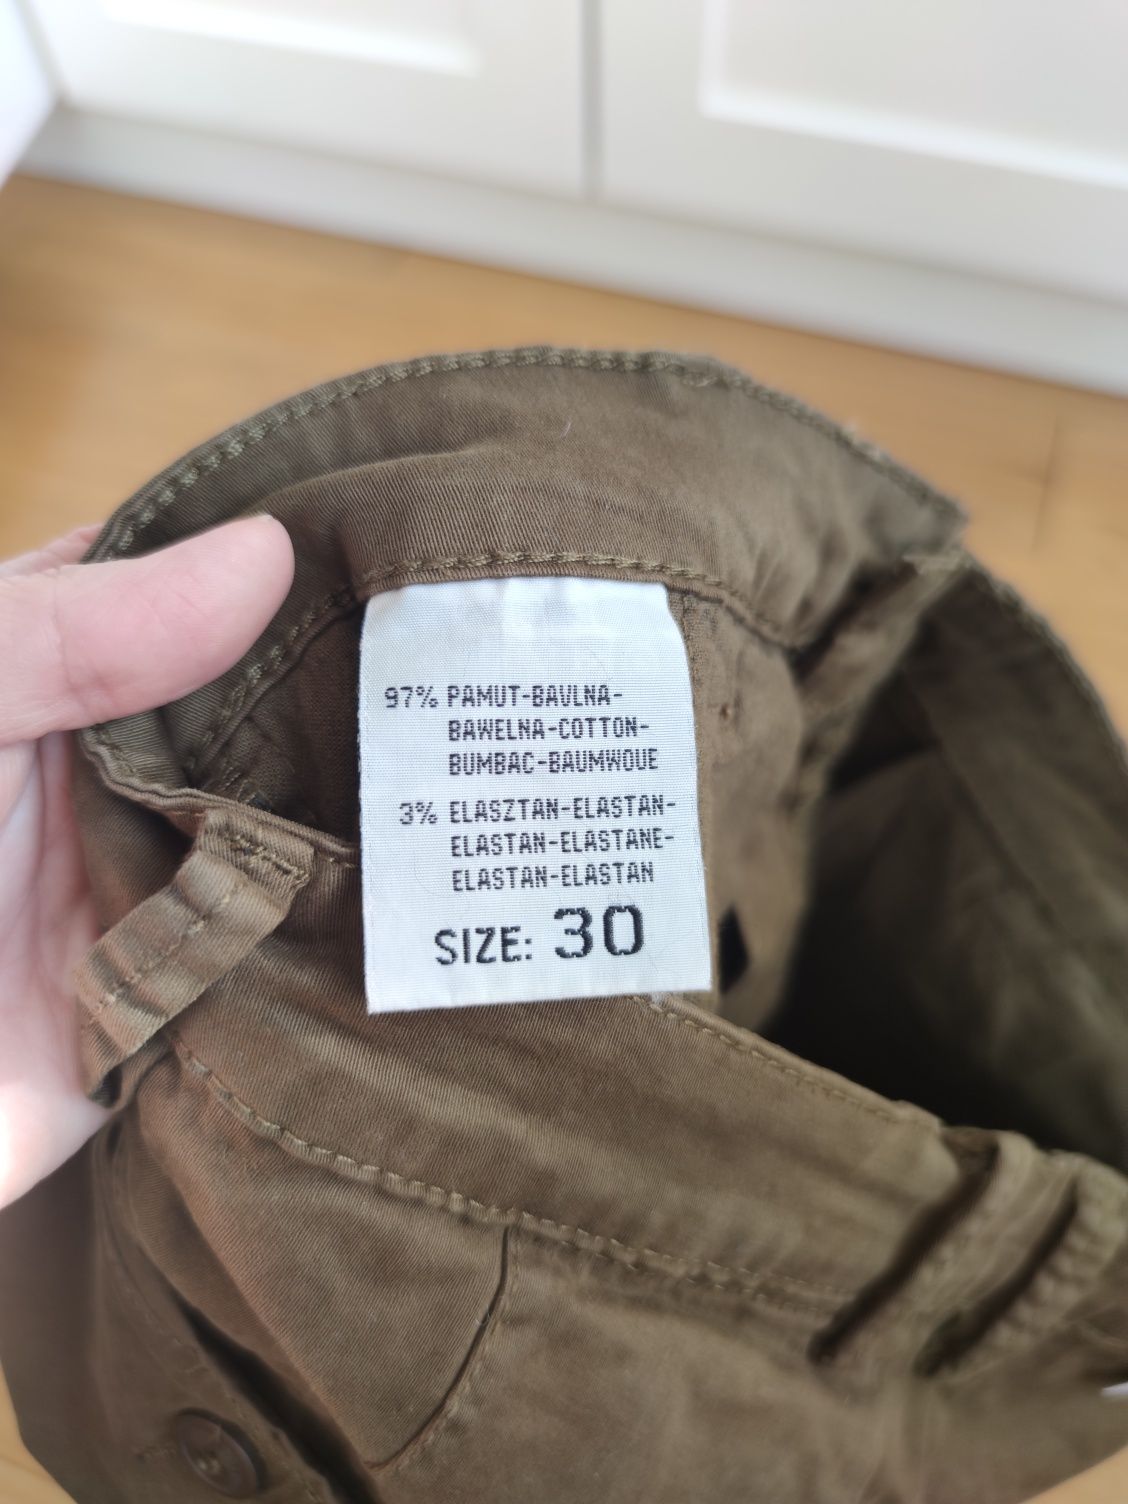 97% PAMUT-BAVLNA-
BAWELNA-COTTON-
BUMBAC-BAUMWOUE
3% ELASZTAN-ELASTAN-
ELASTAN-ELASTANE-
ELASTAN-ELASTAN
SIZE: 30